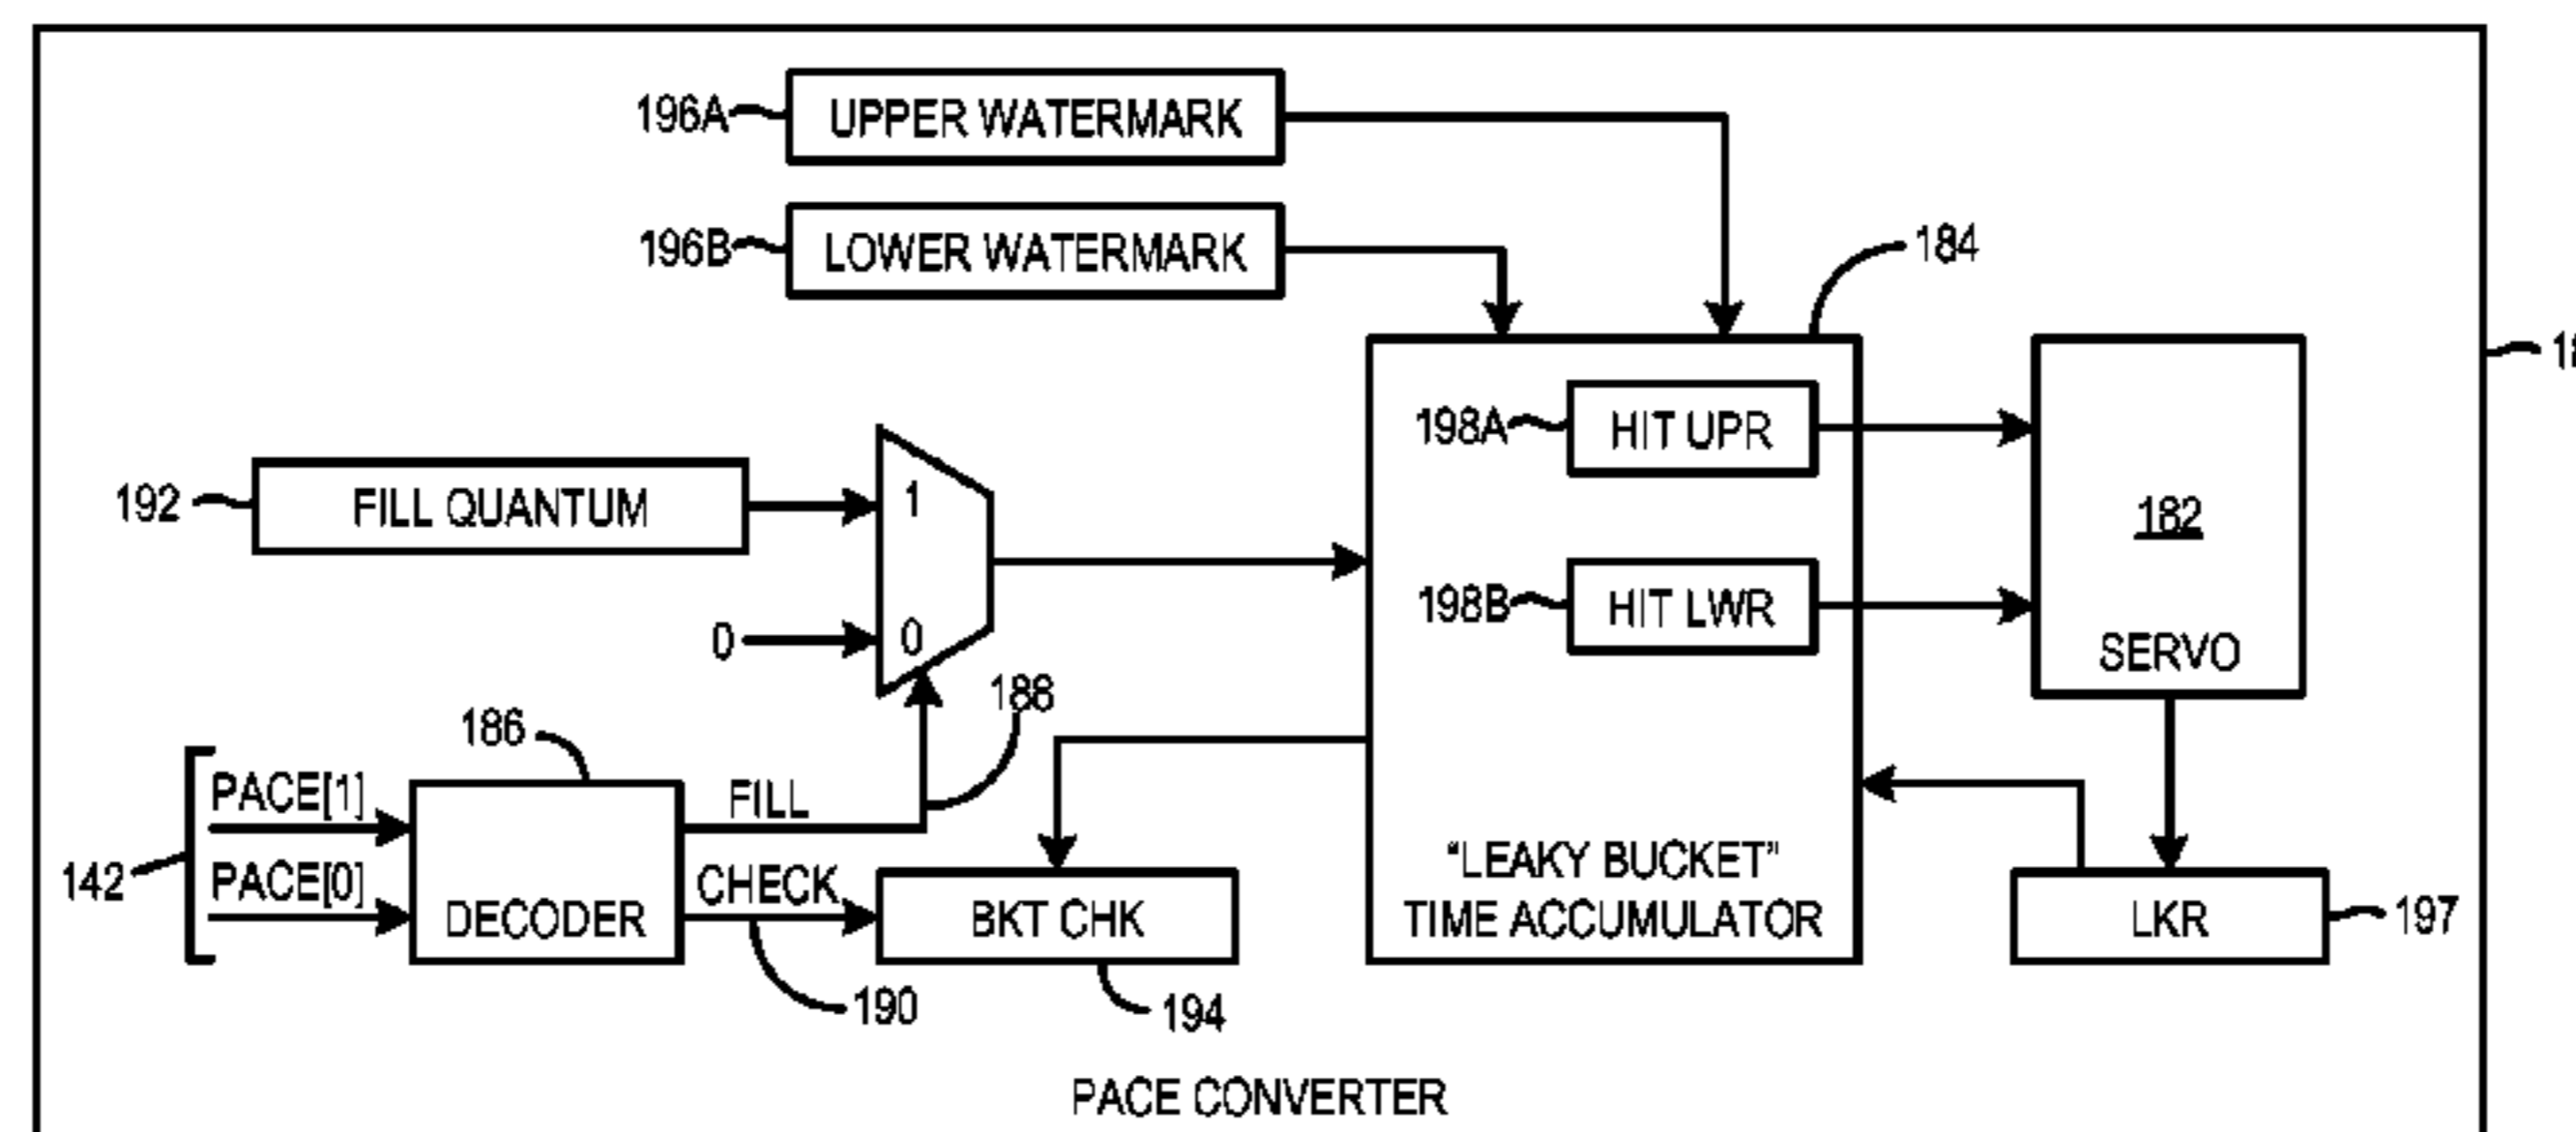 196A
UPPER WATERMARK
196B
LOWER WATERMARK
184
198A
HIT UPR
192
FILL QUANTUM
1
182
198B
HIT LWR
0
0
SERVO
188
186
PACE[1]
FILL
142
PACE[0]
DECODER
CHECK
BKT CHK
"LEAKY BUCKET"
TIME ACCUMULATOR
LKR
197
190
194
PACE CONVERTER